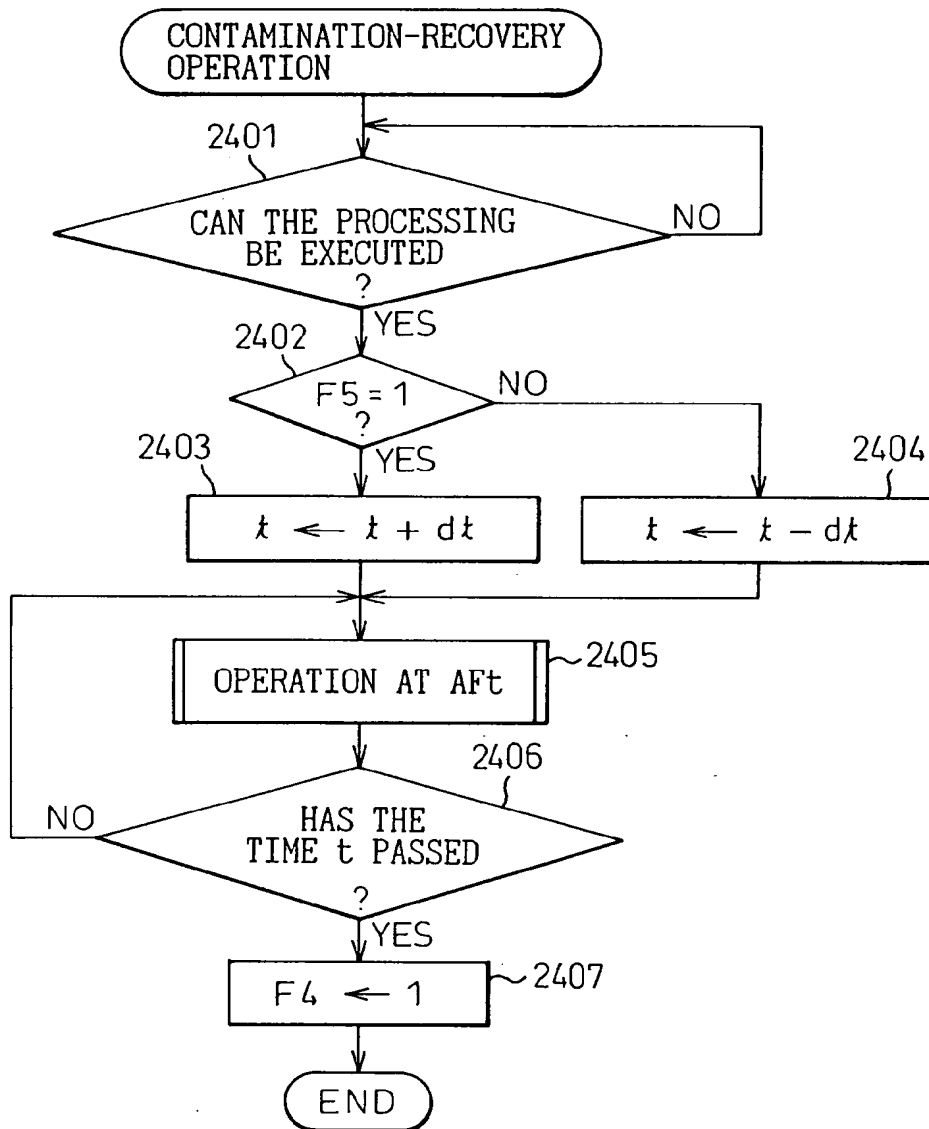 CONTAMINATION-RECOVERY
OPERATION
2401
CAN THE PROCESSING
BE EXECUTED
?
NO
YES
2402
F5=1
?
NO
YES
2403
t ← t + dt
2404
t ← t - dt
OPERATION AT AFt
2405
2406
HAS THE
TIME t PASSED
?
NO
YES
F4 ← 1
2407
END